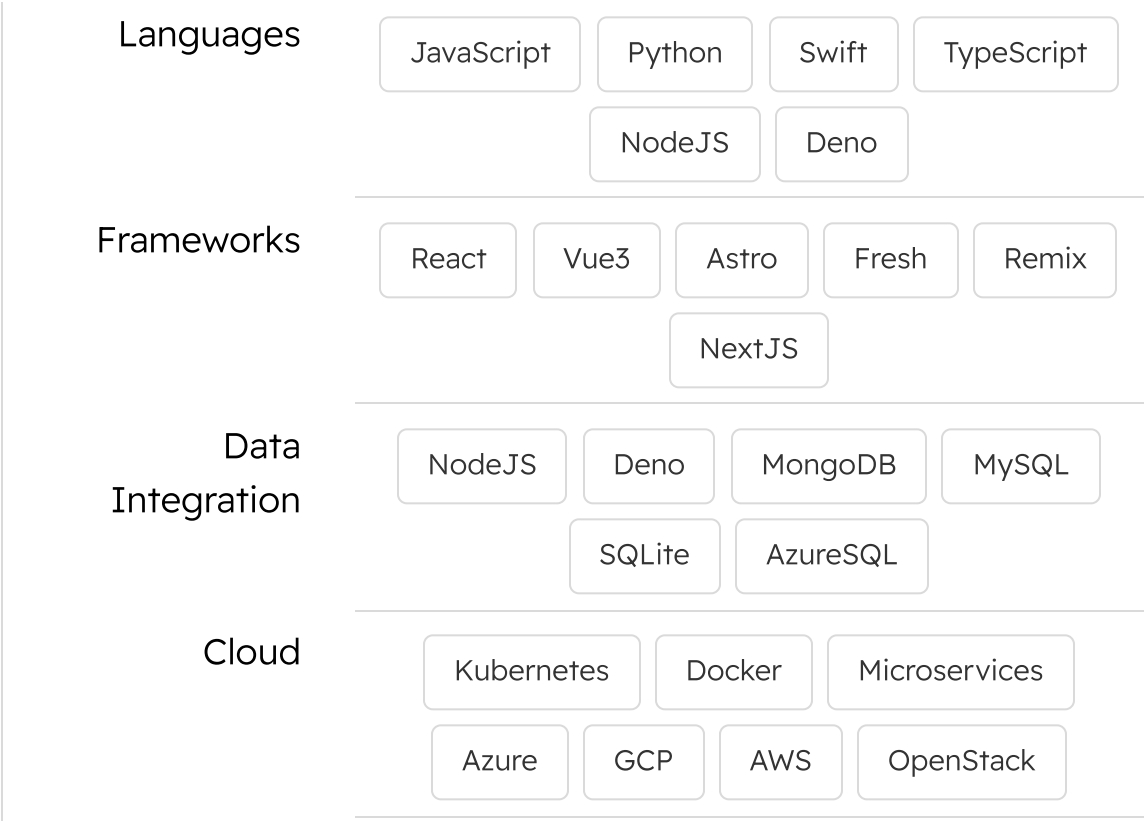 Languages
JavaScript Python Swift TypeScript
NodeJS Deno
Frameworks
React Vue3 Astro Fresh Remix
NextJS
Data
Integration
NodeJS Deno MongoDB MySQL
SQLite AzureSQL
Cloud
Kubernetes Docker Microservices
Azure GCP AWS OpenStack